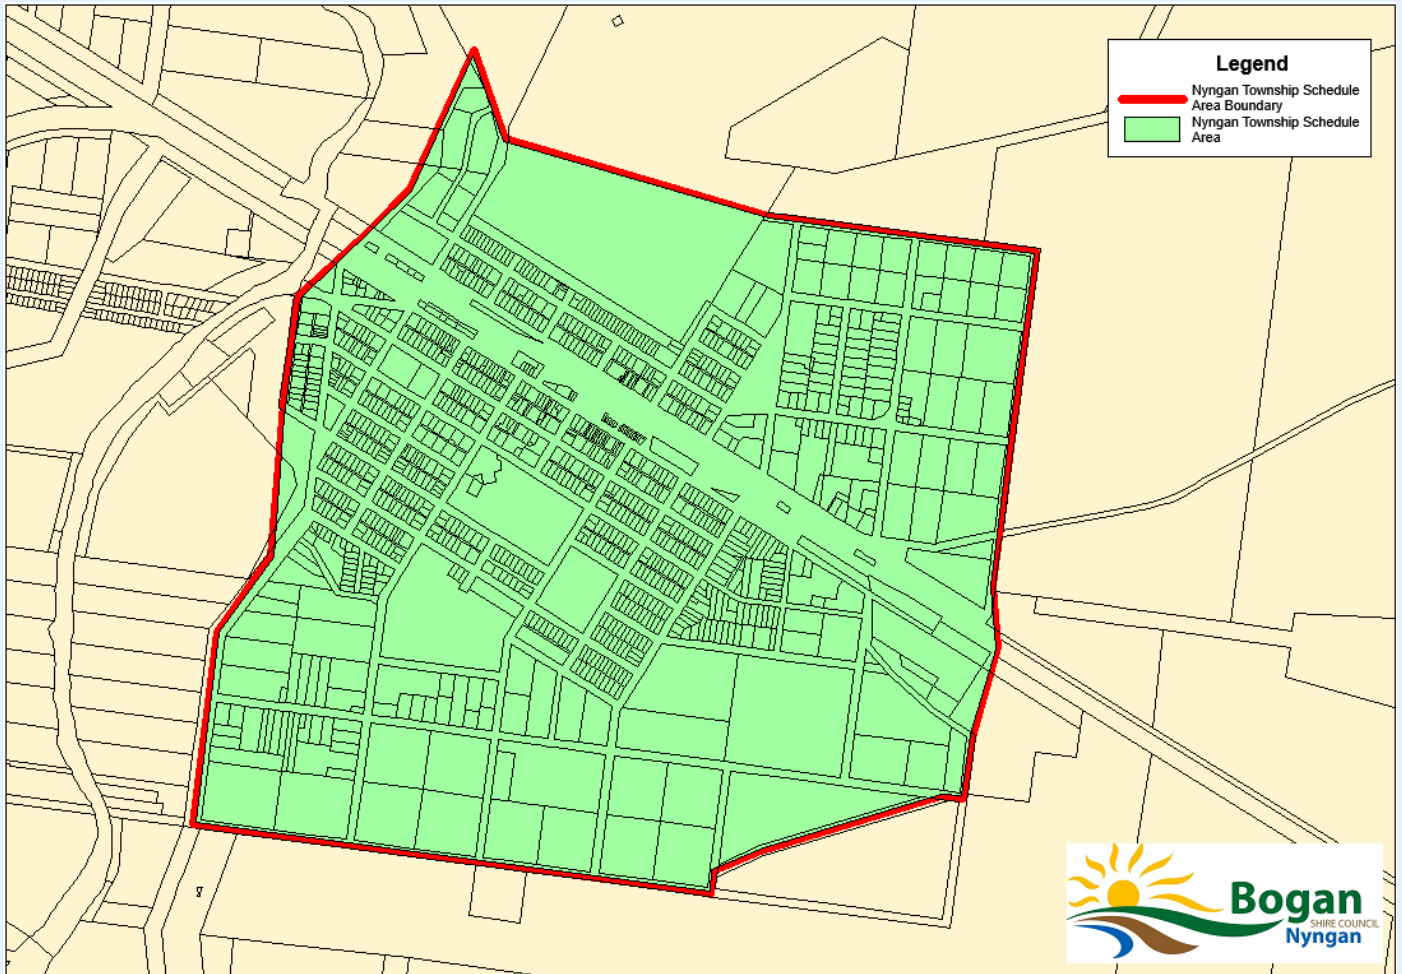 Legend
Nyngan Township Schedule
Area Boundary
Nyngan Township Schedule
Area
Bogan
SHIRE COUNCIL
Nyngan